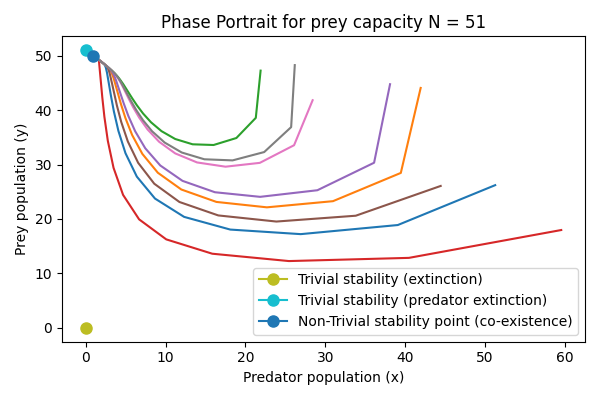 Phase Portrait for prey capacity N = 51
Prey population (y)
50
40
30
20
10
0
Trivial stability (extinction)
Trivial stability (predator extinction)
Non-Trivial stability point (co-existence)
0 10 20 30 40 50 60
Predator population (x)